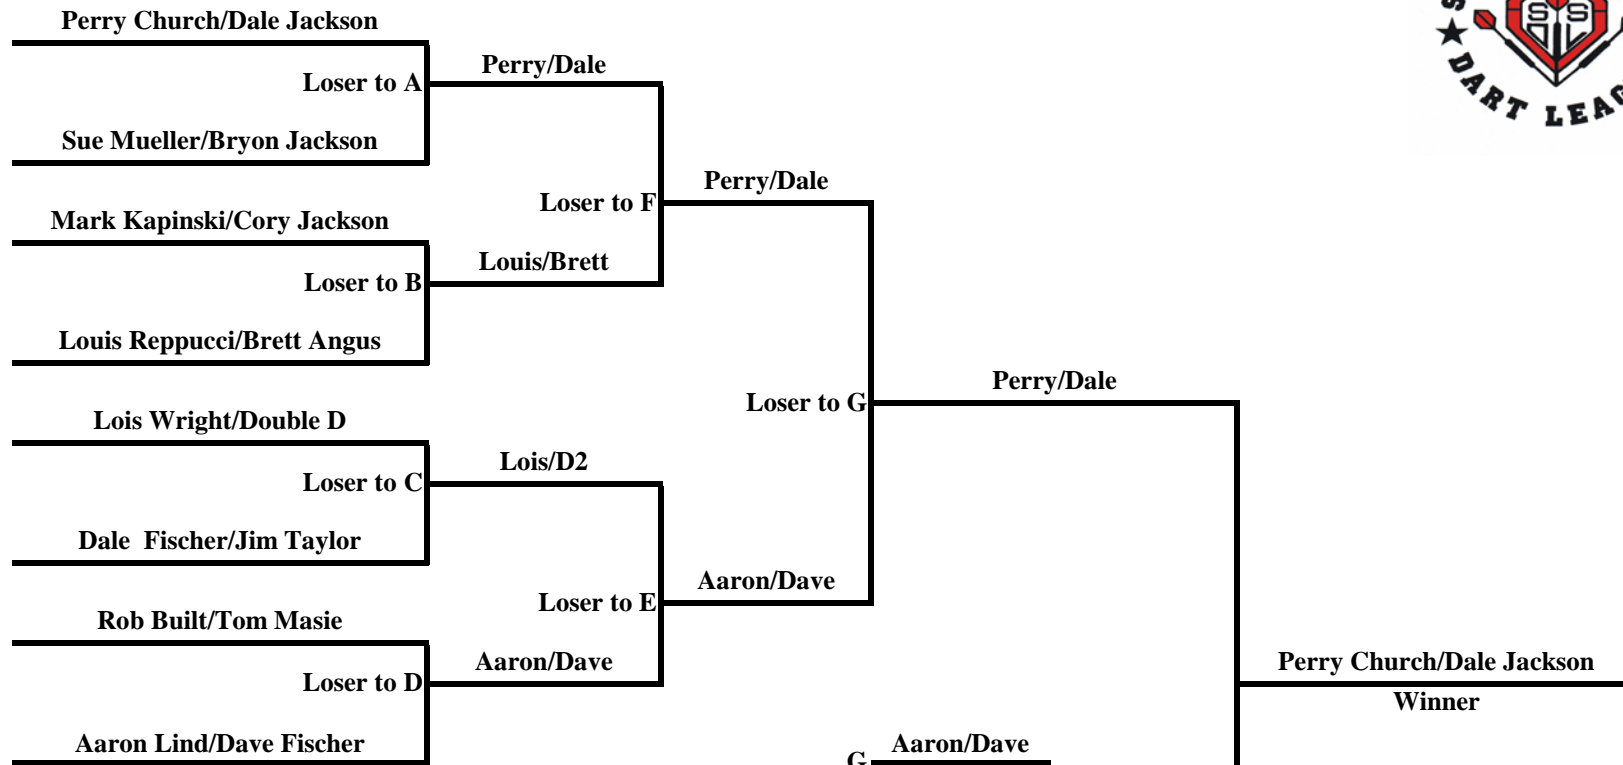 Perry Church/Dale Jackson
Loser to A
Perry/Dale
Sue Mueller/Bryon Jackson
Loser to F
Perry/Dale
Mark Kapinski/Cory Jackson
Loser to B
Louis/Brett
Louis Reppucci/Brett Angus
Loser to G
Perry/Dale
Lois Wright/Double D
Loser to C
Lois/D2
Dale  Fischer/Jim Taylor
Loser to E
Aaron/Dave
Rob Built/Tom Masie
Loser to D
Aaron/Dave
Aaron Lind/Dave Fischer
Perry Church/Dale Jackson
Winner
G
Aaron/Dave
SS
DL
DART